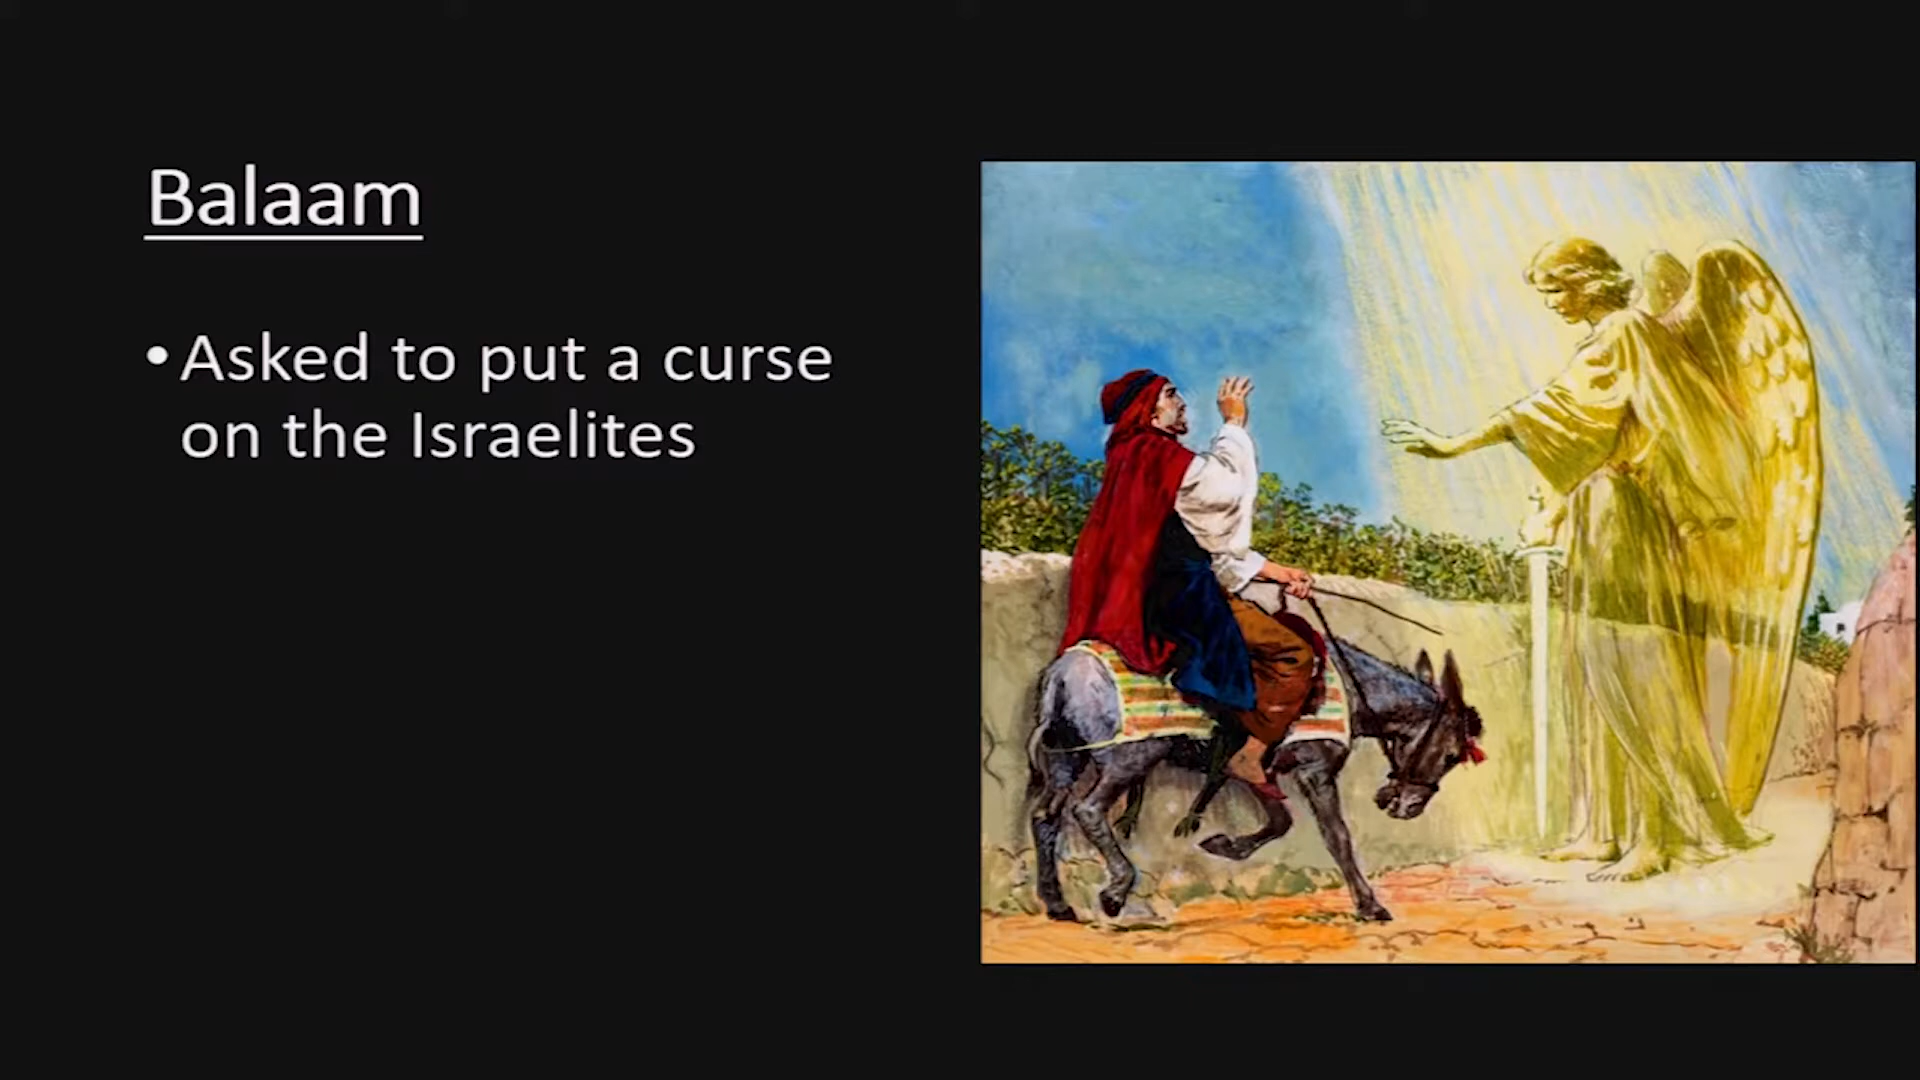 Balaam
• Asked to put a curse
on the Israelites